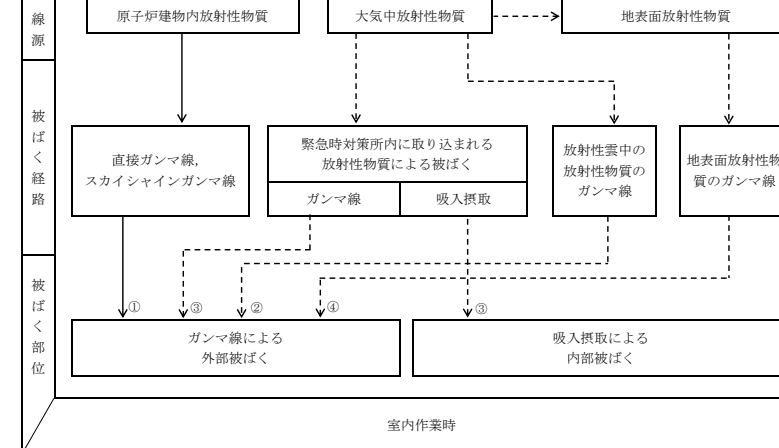 線源
原子炉建物内放射性物質
大気中放射性物質
地表面放射性物質
被ばく経路
直接ガンマ線,
スカイシャインガンマ線
緊急時対策所内に取り込まれる
放射性物質による被ばく
ガンマ線
吸入摂取
放射性雲中の
放射性物質の
ガンマ線
地表面放射性物
質のガンマ線
被ばく部位
①
③
②
④
③
ガンマ線による
外部被ばく
吸入摂取による
内部被ばく
室内作業時